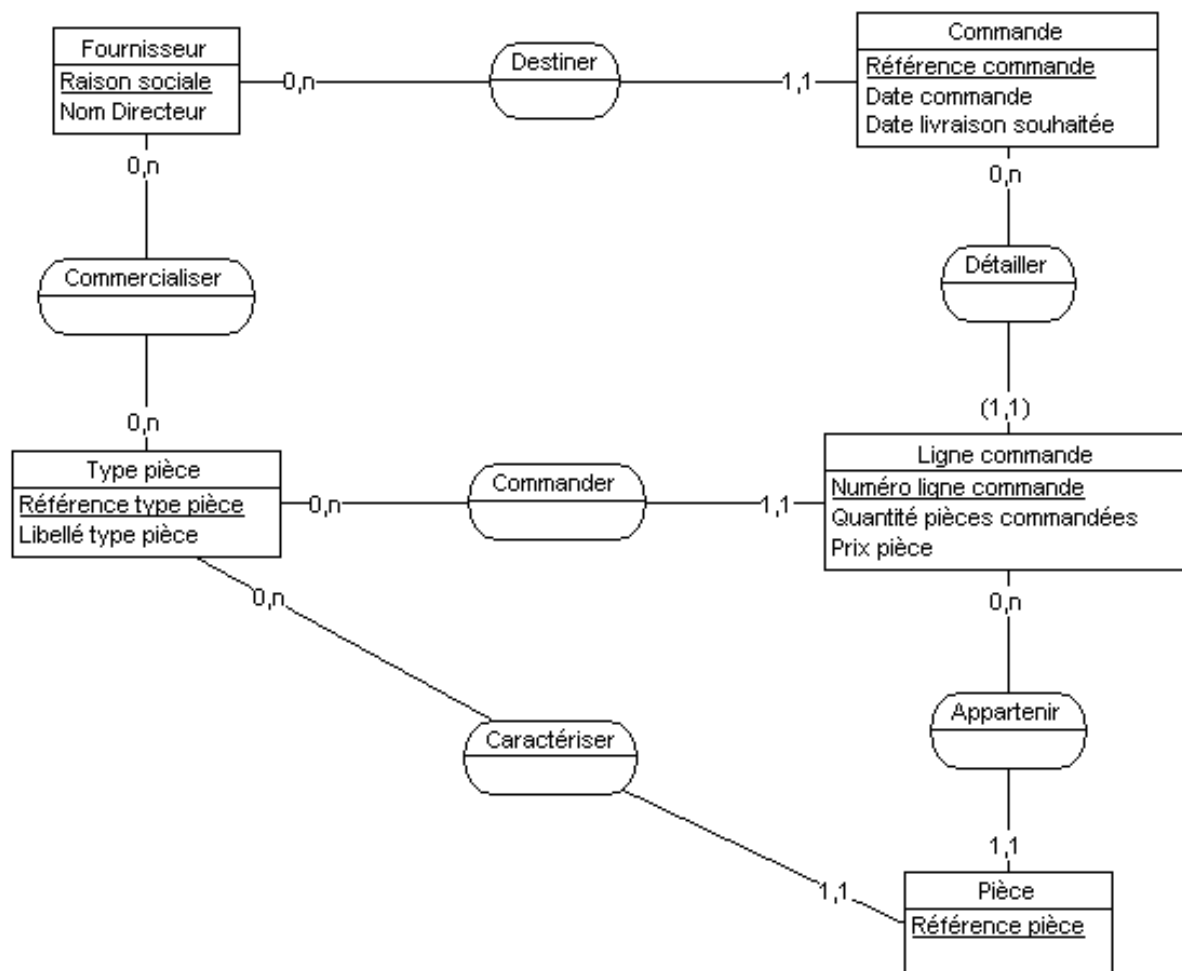 Fournisseur
Raison sociale
Nom Directeur
0,n
Destiner
1,1
Commande
Référence commande
Date commande
Date livraison souhaitée
0,n
0,n
Commercialiser
Détailler
0,n
(1,1)
Type pièce
Référence type pièce
Libellé type pièce
0,n
Commander
1,1
Ligne commande
Numéro ligne commande
Quantité pièces commandées
Prix pièce
0,n
0,n
Caractériser
Appartenir
1,1
1,1
Pièce
Référence pièce